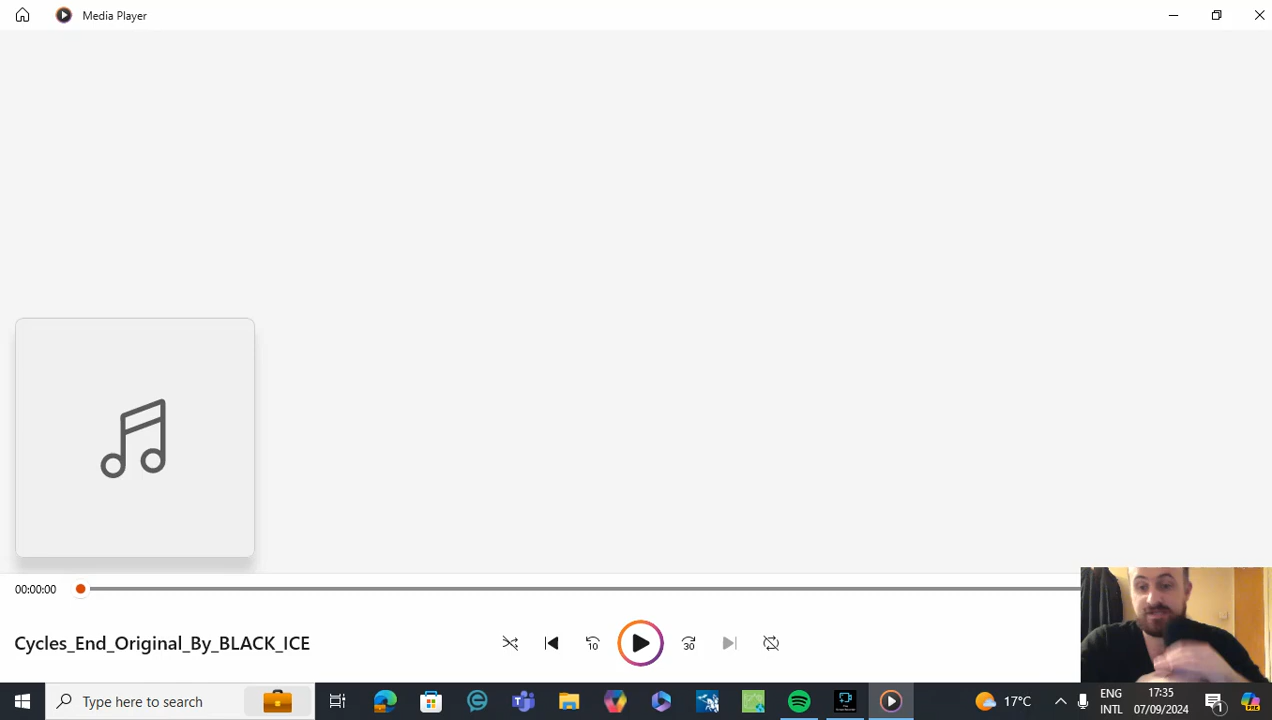 Media Player
00:00:00
Cycles_End_Original_By_BLACK_ICE
10
30
Type here to search
17°C
ENG
INTL
17:35
07/09/2024
1
PRE